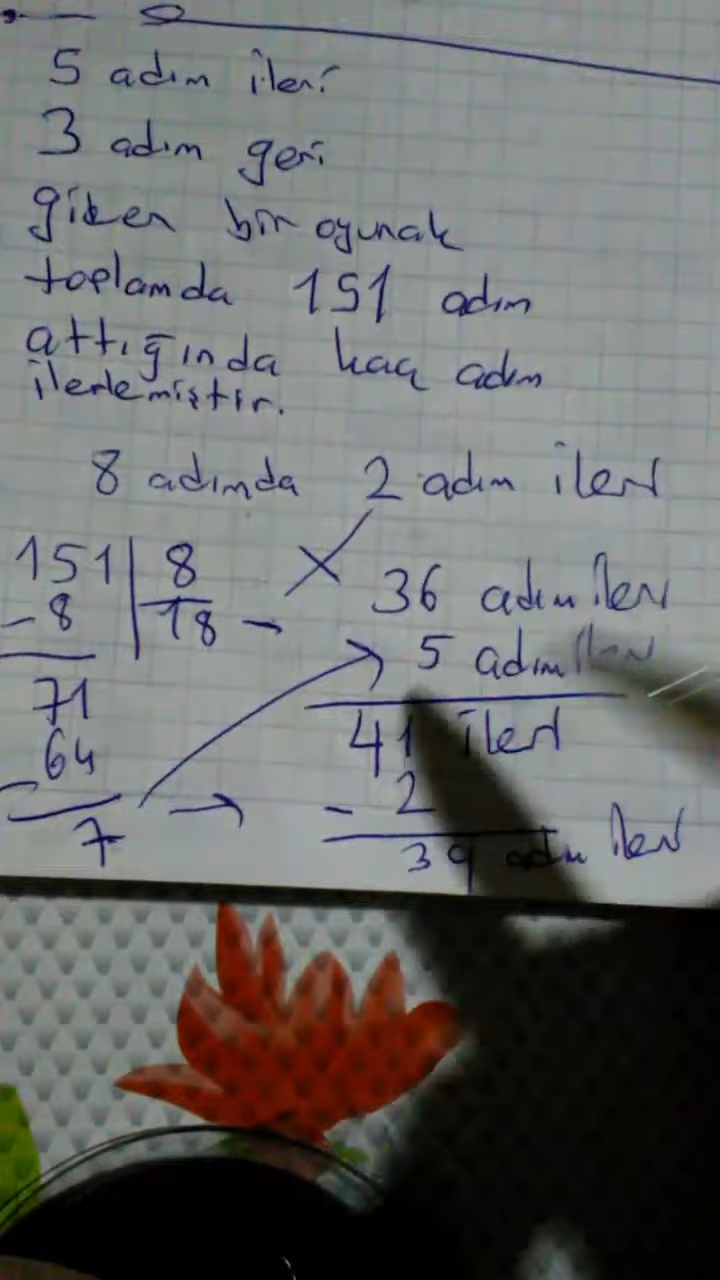 5 adım ileri
3 adım geri
giden bir oyuncak
toplamda 151 adım
attığında kaç adım
ilerlemiştir.
8 adımda 2 adım ileri
151 8
- 8 18 - × 36 adım ileri
5 adım ileri
71 41 ileri
- 64 - 2
7 → 39 adım ileri